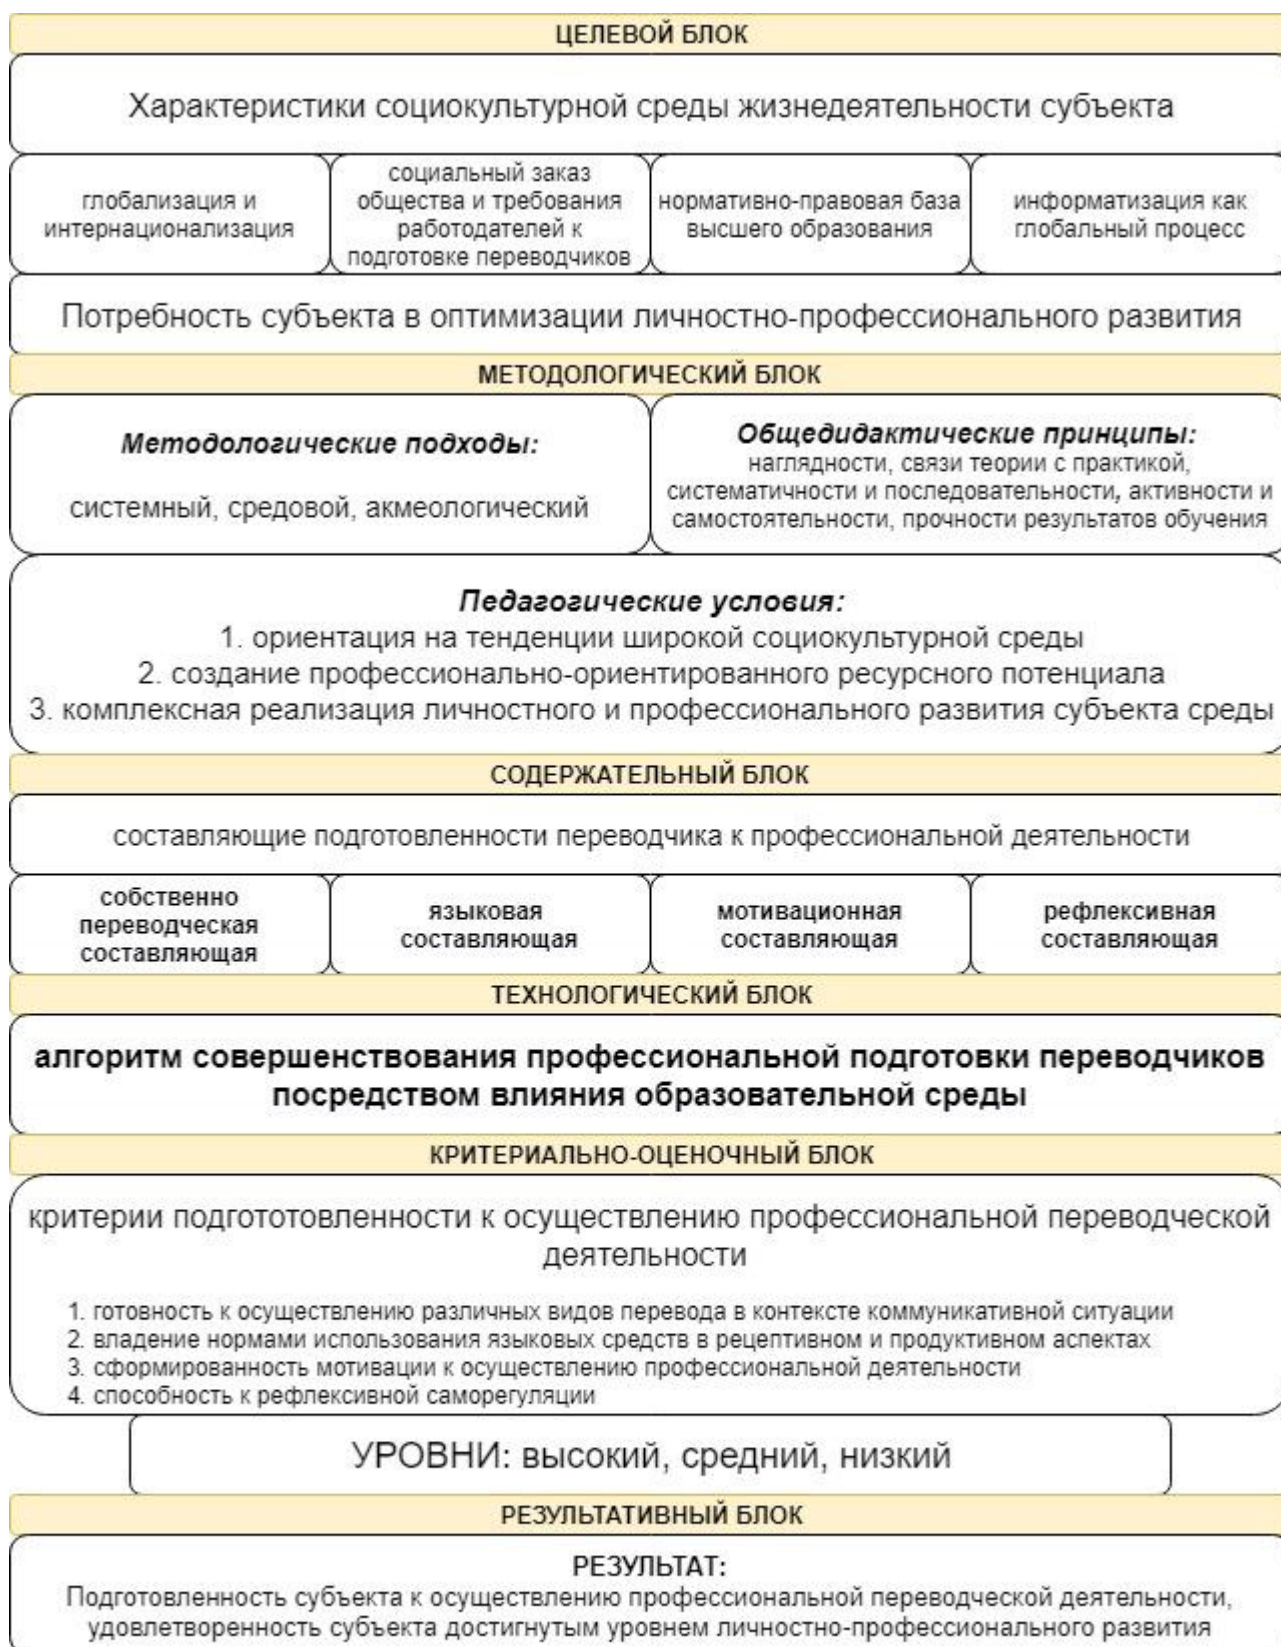 ЦЕЛЕВОЙ БЛОК
Характеристики социокультурной среды жизнедеятельности субъекта
глобализация и
интернационализация
социальный заказ
общества и требования
работодателей к
подготовке переводчиков
нормативно-правовая база
высшего образования
информатизация как
глобальный процесс
Потребность субъекта в оптимизации личностно-профессионального развития
МЕТОДОЛОГИЧЕСКИЙ БЛОК
Методологические подходы:
системный, средовой, акмеологический
Общедидактические принципы:
наглядности, связи теории с практикой,
систематичности и последовательности, активности и
самостоятельности, прочности результатов обучения
Педагогические условия:
1. ориентация на тенденции широкой социокультурной среды
2. создание профессионально-ориентированного ресурсного потенциала
3. комплексная реализация личностного и профессионального развития субъекта среды
СОДЕРЖАТЕЛЬНЫЙ БЛОК
составляющие подготовленности переводчика к профессиональной деятельности
собственно
переводческая
составляющая
языковая
составляющая
мотивационная
составляющая
рефлексивная
составляющая
ТЕХНОЛОГИЧЕСКИЙ БЛОК
алгоритм совершенствования профессиональной подготовки переводчиков
посредством влияния образовательной среды
КРИТЕРИАЛЬНО-ОЦЕНОЧНЫЙ БЛОК
критерии подгототовленности к осуществлению профессиональной переводческой
деятельности
1. готовность к осуществлению различных видов перевода в контексте коммуникативной ситуации
2. владение нормами использования языковых средств в рецептивном и продуктивном аспектах
3. сформированность мотивации к осуществлению профессиональной деятельности
4. способность к рефлексивной саморегуляции
УРОВНИ: высокий, средний, низкий
РЕЗУЛЬТАТИВНЫЙ БЛОК
РЕЗУЛЬТАТ:
Подготовленность субъекта к осуществлению профессиональной переводческой деятельности,
удовлетворенность субъекта достигнутым уровнем личностно-профессионального развития